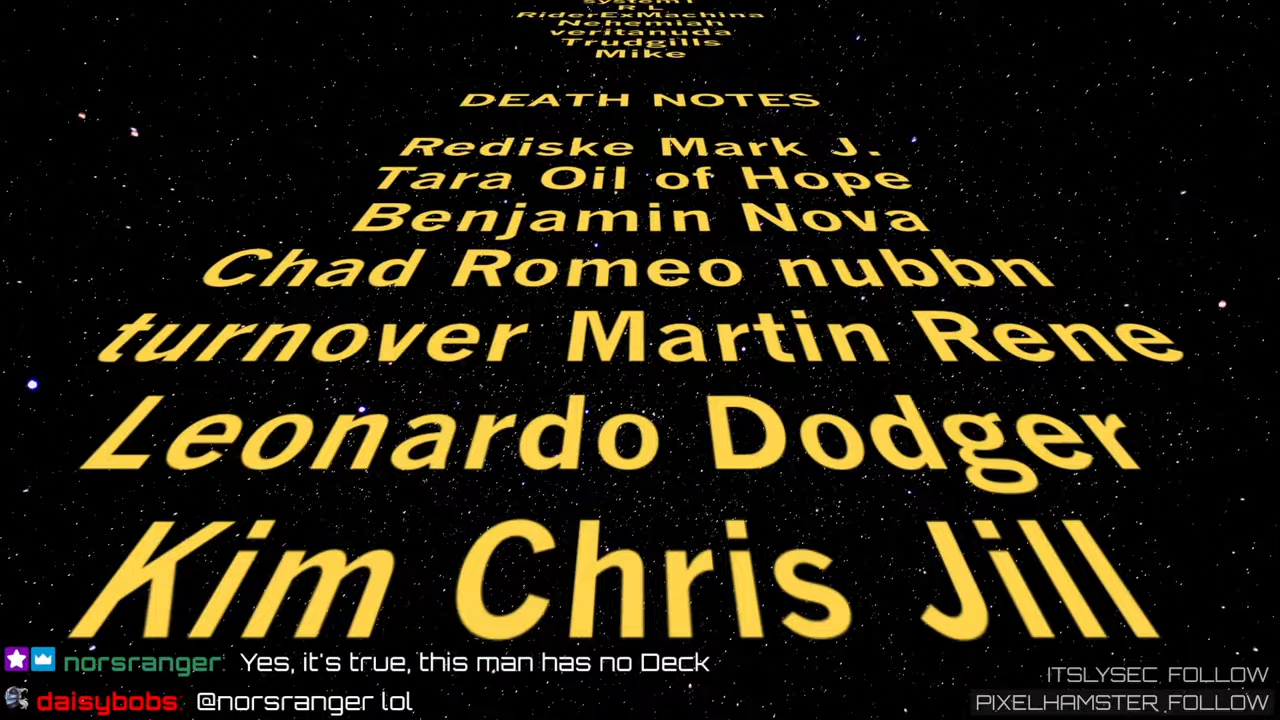 system1
R L
RiderExMachina
Nehemiah
veritanuda
Trudgills
Mike
DEATH NOTES
Rediske Mark J.
Tara Oil of Hope
Benjamin Nova
Chad Romeo nubbn
turnover Martin Rene
Leonardo Dodger
Kim Chris Jill
norsranger: Yes, it's true, this man has no Deck
daisybobs: @norsranger lol
ITSLYSEC FOLLOW
PIXELHAMSTER FOLLOW